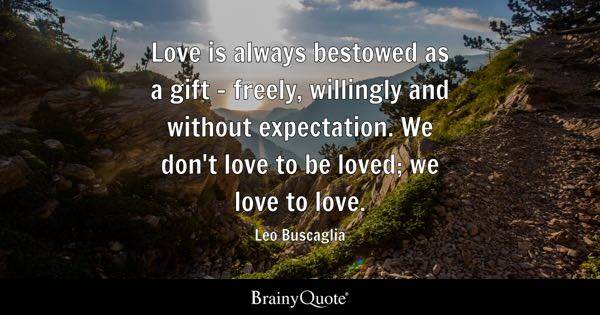 Love is always bestowed as
a gift - freely, willingly and
without expectation. We
don't love to be loved; we
love to love.
Leo Buscaglia
BrainyQuote®